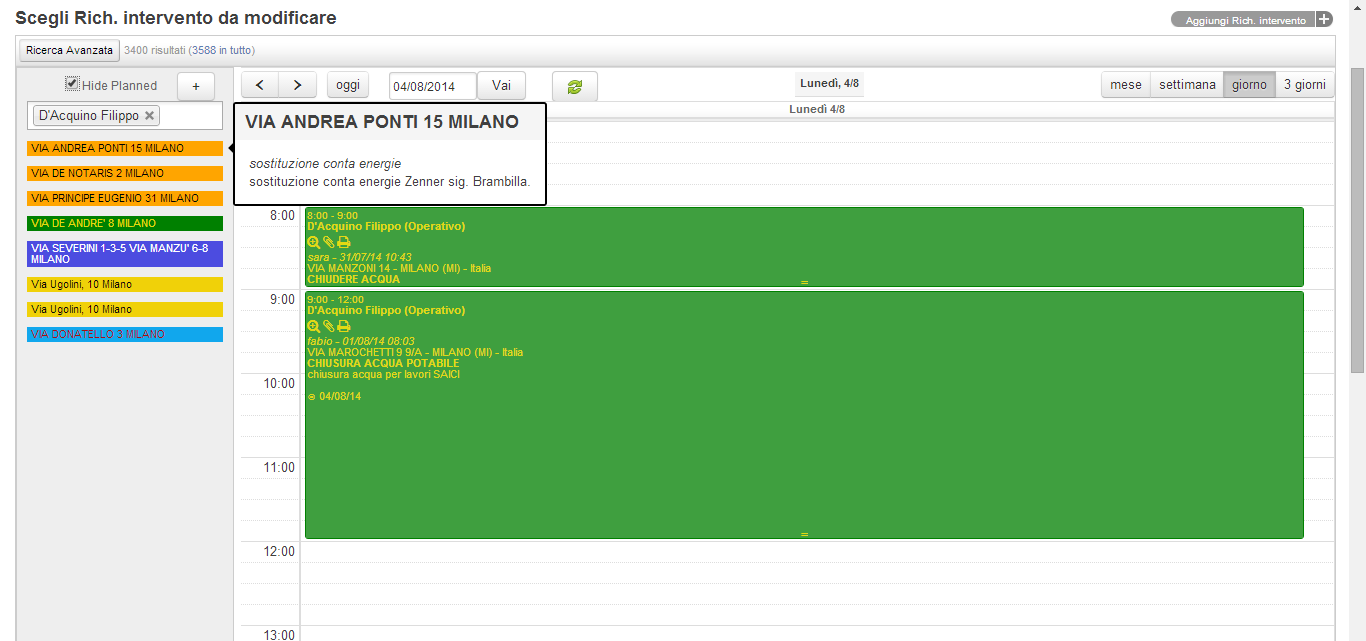 Scegli Rich. intervento da modificare
Aggiungi Rich. intervento +
Ricerca Avanzata 3400 risultati (3588 in tutto)
Hide Planned +
D'Acquino Filippo ×
VIA ANDREA PONTI 15 MILANO
VIA DE NOTARIS 2 MILANO
VIA PRINCIPE EUGENIO 31 MILANO
VIA DE ANDRE' 8 MILANO
VIA SEVERINI 1-3-5 VIA MANZU' 6-8
MILANO
Via Ugolini, 10 Milano
Via Ugolini, 10 Milano
VIA DONATELLO 3 MILANO
< > oggi 04/08/2014 Vai Lunedì, 4/8 mese settimana giorno 3 giorni
Lunedì 4/8
VIA ANDREA PONTI 15 MILANO
sostituzione conta energie
sostituzione conta energie Zenner sig. Brambilla.
8:00
8:00 - 9:00
D'Acquino Filippo (Operativo)
sara - 31/07/14 10:43
VIA MANZONI 14 - MILANO (MI) - Italia
CHIUDERE ACQUA
9:00
9:00 - 12:00
D'Acquino Filippo (Operativo)
fabio - 01/08/14 08:03
VIA MAROCHETTI 9 9/A - MILANO (MI) - Italia
CHIUSURA ACQUA POTABILE
chiusura acqua per lavori SAICI
10:00
04/08/14
11:00
12:00
13:00